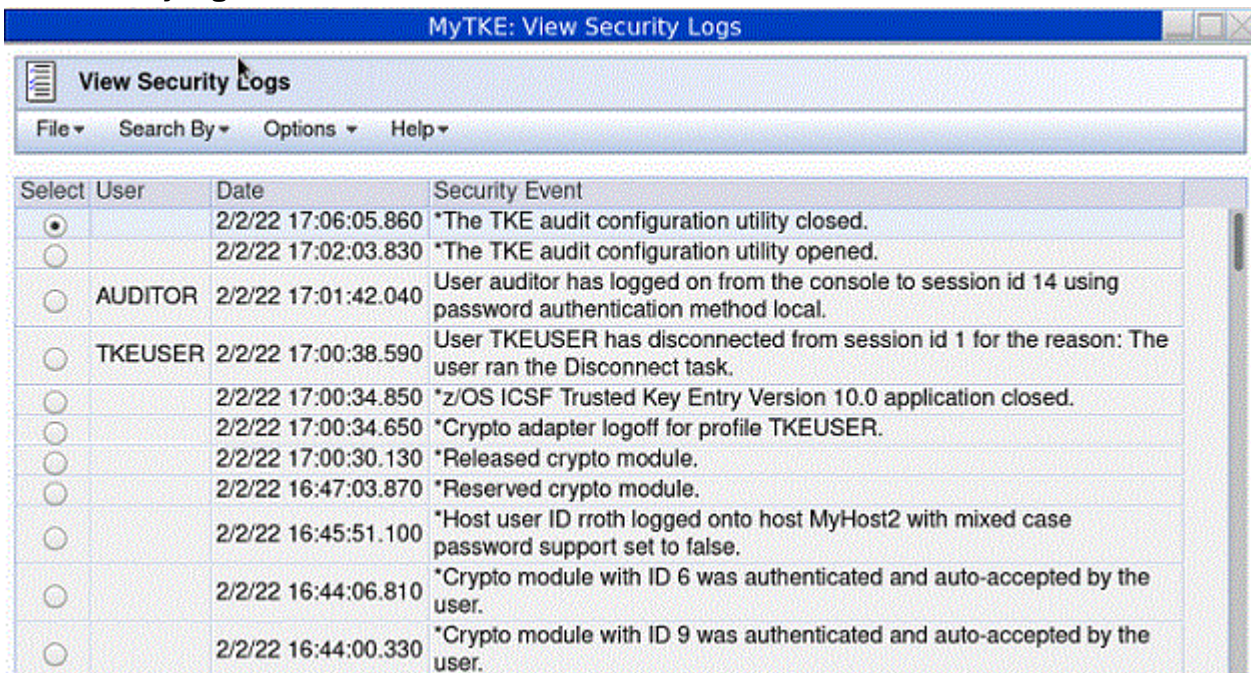 MyTKE: View Security Logs
View Security Logs
File Search By Options Help
Select User Date Security Event
2/2/22 17:06:05.860 *The TKE audit configuration utility closed.
2/2/22 17:02:03.830 *The TKE audit configuration utility opened.
AUDITOR 2/2/22 17:01:42.040 User auditor has logged on from the console to session id 14 using
password authentication method local.
TKEUSER 2/2/22 17:00:38.590 User TKEUSER has disconnected from session id 1 for the reason: The
user ran the Disconnect task.
2/2/22 17:00:34.850 *z/OS ICSF Trusted Key Entry Version 10.0 application closed.
2/2/22 17:00:34.650 *Crypto adapter logoff for profile TKEUSER.
2/2/22 17:00:30.130 *Released crypto module.
2/2/22 16:47:03.870 *Reserved crypto module.
2/2/22 16:45:51.100 *Host user ID rroth logged onto host MyHost2 with mixed case
password support set to false.
2/2/22 16:44:06.810 *Crypto module with ID 6 was authenticated and auto-accepted by the
user.
2/2/22 16:44:00.330 *Crypto module with ID 9 was authenticated and auto-accepted by the
user.